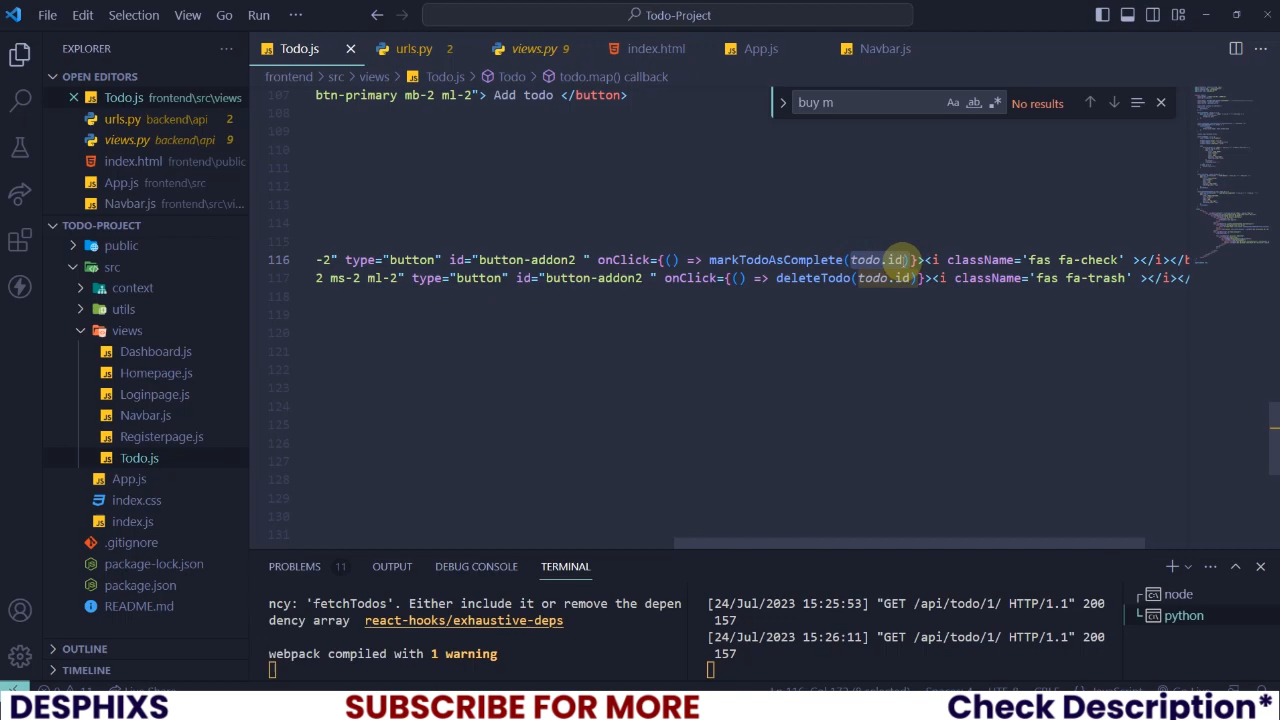 File Edit Selection View Go Run ··· Todo-Project
EXPLORER
Todo.js urls.py 2 views.py 9 index.html App.js Navbar.js
OPEN EDITORS
Todo.js frontend\src\views
urls.py backend\api 2
views.py backend\api 9
index.html frontend\public
App.js frontend\src
Navbar.js frontend\src\vi...
TODO-PROJECT
public
src
context
utils
views
Dashboard.js
Homepage.js
Loginpage.js
Navbar.js
Registerpage.js
Todo.js
App.js
index.css
index.js
.gitignore
package-lock.json
package.json
README.md
OUTLINE
TIMELINE
frontend > src > views > Todo.js > Todo > todo.map() callback
buy m Aa ab No results
107 btn-primary mb-2 ml-2"> Add todo </button>
108
109
110
111
112
113
114
115
116 -2" type="button" id="button-addon2 " onClick={() => markTodoAsComplete(todo.id)}><i className='fas fa-check' ></i></b
117 2 ms-2 ml-2" type="button" id="button-addon2 " onClick={() => deleteTodo(todo.id)}><i className='fas fa-trash' ></i></
118
119
120
121
122
123
124
125
126
127
128
129
130
131
PROBLEMS 11 OUTPUT DEBUG CONSOLE TERMINAL
ncy: 'fetchTodos'. Either include it or remove the depen
dency array react-hooks/exhaustive-deps
webpack compiled with 1 warning
[24/Jul/2023 15:25:53] "GET /api/todo/1/ HTTP/1.1" 200
157
[24/Jul/2023 15:26:11] "GET /api/todo/1/ HTTP/1.1" 200
157
node
python
DESPHIXS SUBSCRIBE FOR MORE Check Description*